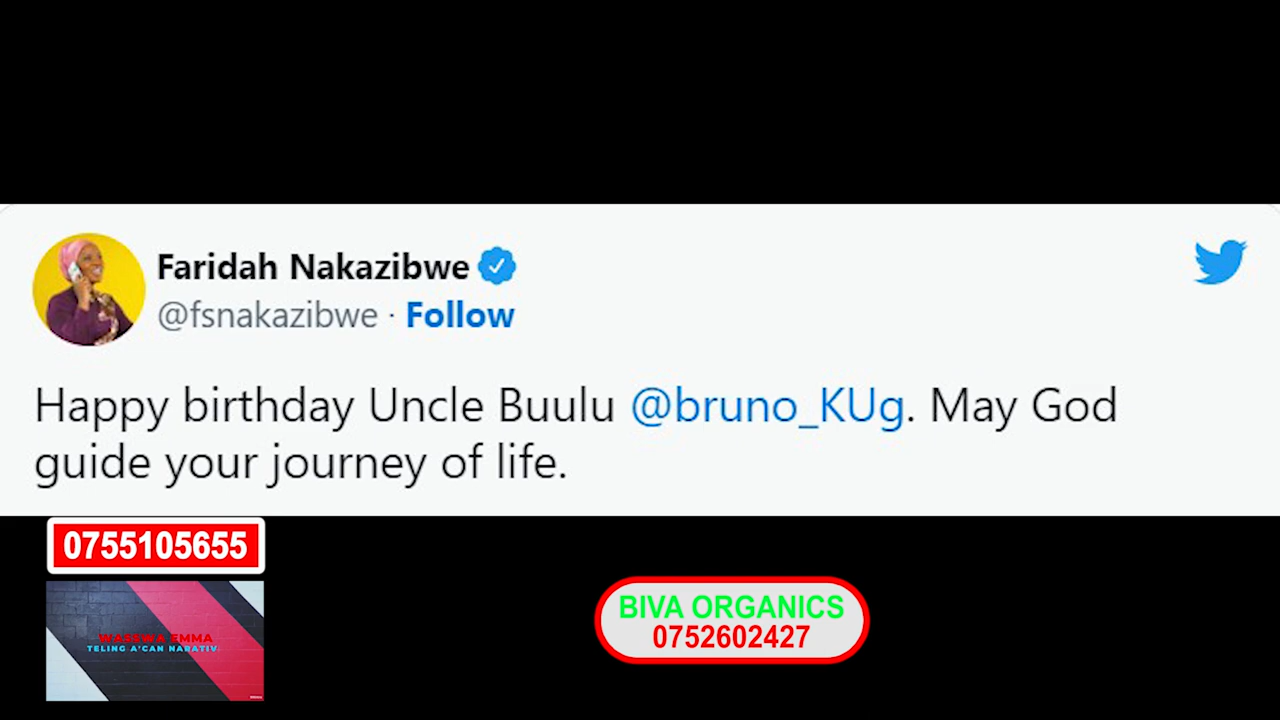 Faridah Nakazibwe
@fsnakazibwe · Follow
Happy birthday Uncle Buulu @bruno_KUg. May God
guide your journey of life.
0755105655
WASEWA EMMA
TELING A'CAN NARATIV
BIVA ORGANICS
0752602427